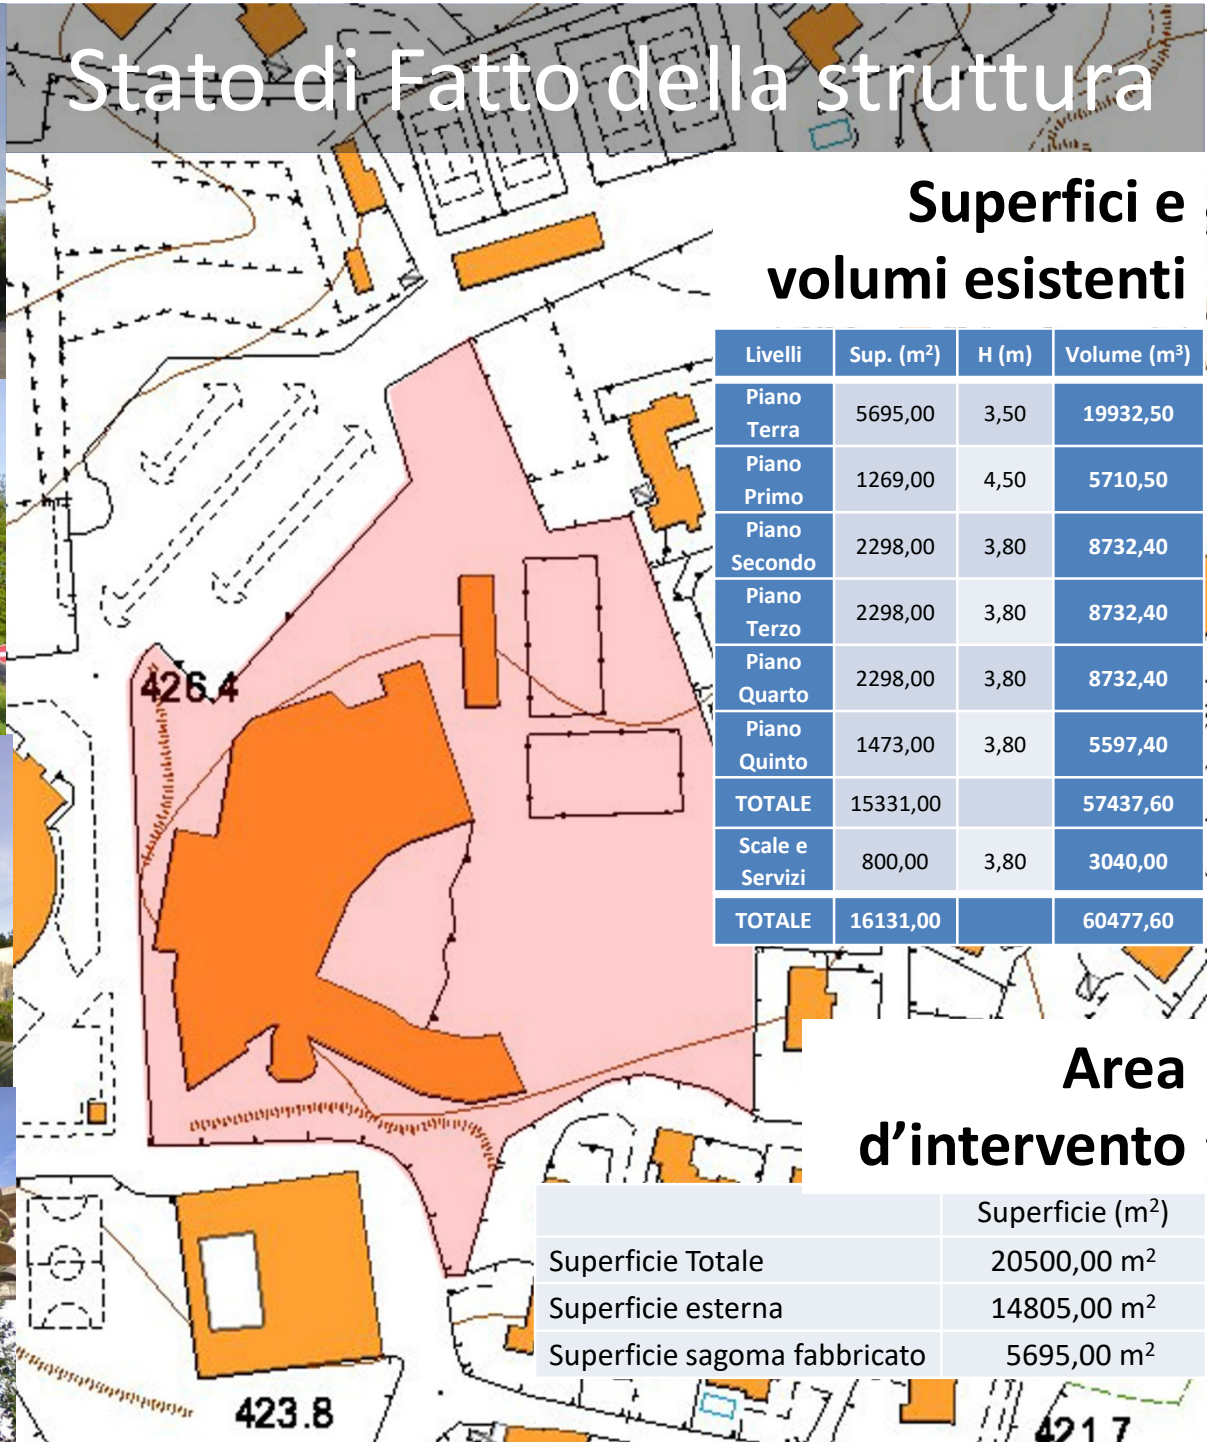 Stato di Fatto della struttura
Superfici e
volumi esistenti
Livelli Sup. (m²) H (m) Volume (m³)
Piano
Terra 5695,00 3,50 19932,50
Piano
Primo 1269,00 4,50 5710,50
Piano
Secondo 2298,00 3,80 8732,40
Piano
Terzo 2298,00 3,80 8732,40
Piano
Quarto 2298,00 3,80 8732,40
Piano
Quinto 1473,00 3,80 5597,40
TOTALE 15331,00 57437,60
Scale e
Servizi 800,00 3,80 3040,00
TOTALE 16131,00 60477,60
426.4
Area
d’intervento
Superficie (m²)
Superficie Totale 20500,00 m²
Superficie esterna 14805,00 m²
Superficie sagoma fabbricato 5695,00 m²
423.8
421.7